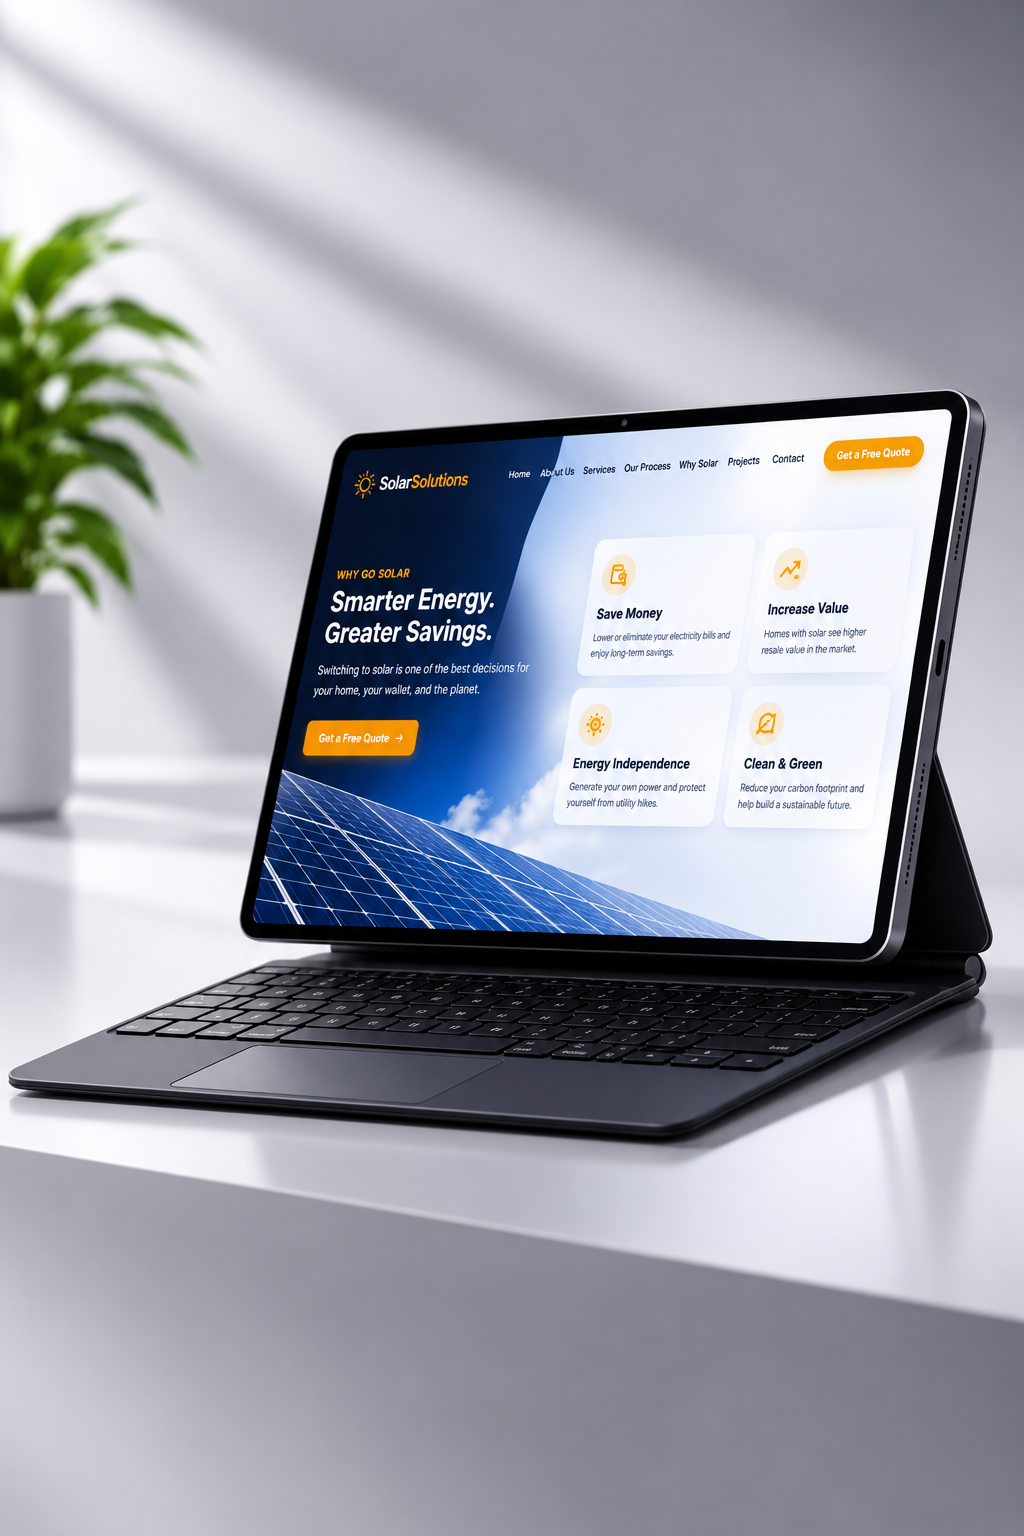 SolarSolutions
Home About Us Services Our Process Why Solar Projects Contact Get a Free Quote
WHY GO SOLAR
Smarter Energy.
Greater Savings.
Switching to solar is one of the best decisions for
your home, your wallet, and the planet.
Get a Free Quote →
Save Money
Lower or eliminate your electricity bills and
enjoy long-term savings.
Increase Value
Homes with solar see higher
resale value in the market.
Energy Independence
Generate your own power and protect
yourself from utility hikes.
Clean & Green
Reduce your carbon footprint and
help build a sustainable future.